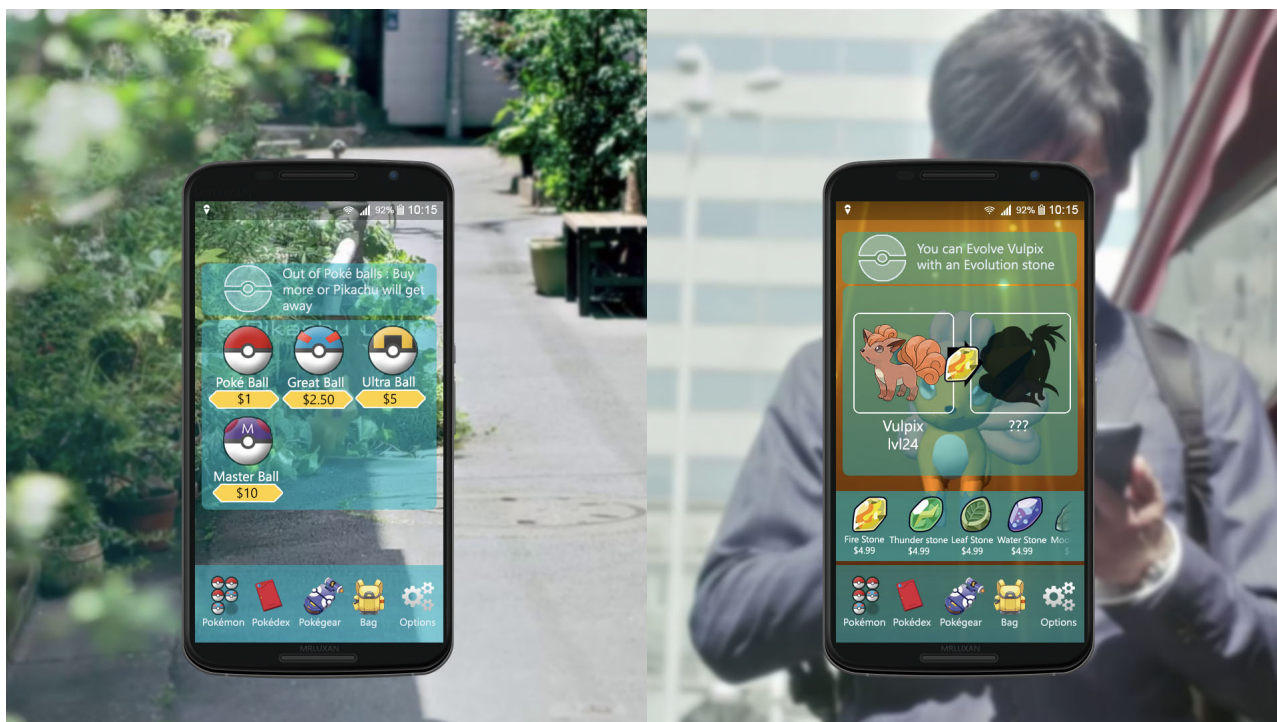 92% 10:15
Out of Poké balls : Buy
more or Pikachu will get
away
Poké Ball
Great Ball
Ultra Ball
$1
$2.50
$5
M
Master Ball
$10
Pokémon
Pokédex
Pokégear
Bag
Options
MRLUXAN
92% 10:15
You can Evolve Vulpix
with an Evolution stone
Vulpix
lvl24
???
Fire Stone
Thunder stone
Leaf Stone
Water Stone
$4.99
$4.99
$4.99
$4.99
Pokémon
Pokédex
Pokégear
Bag
Options
MRLUXAN